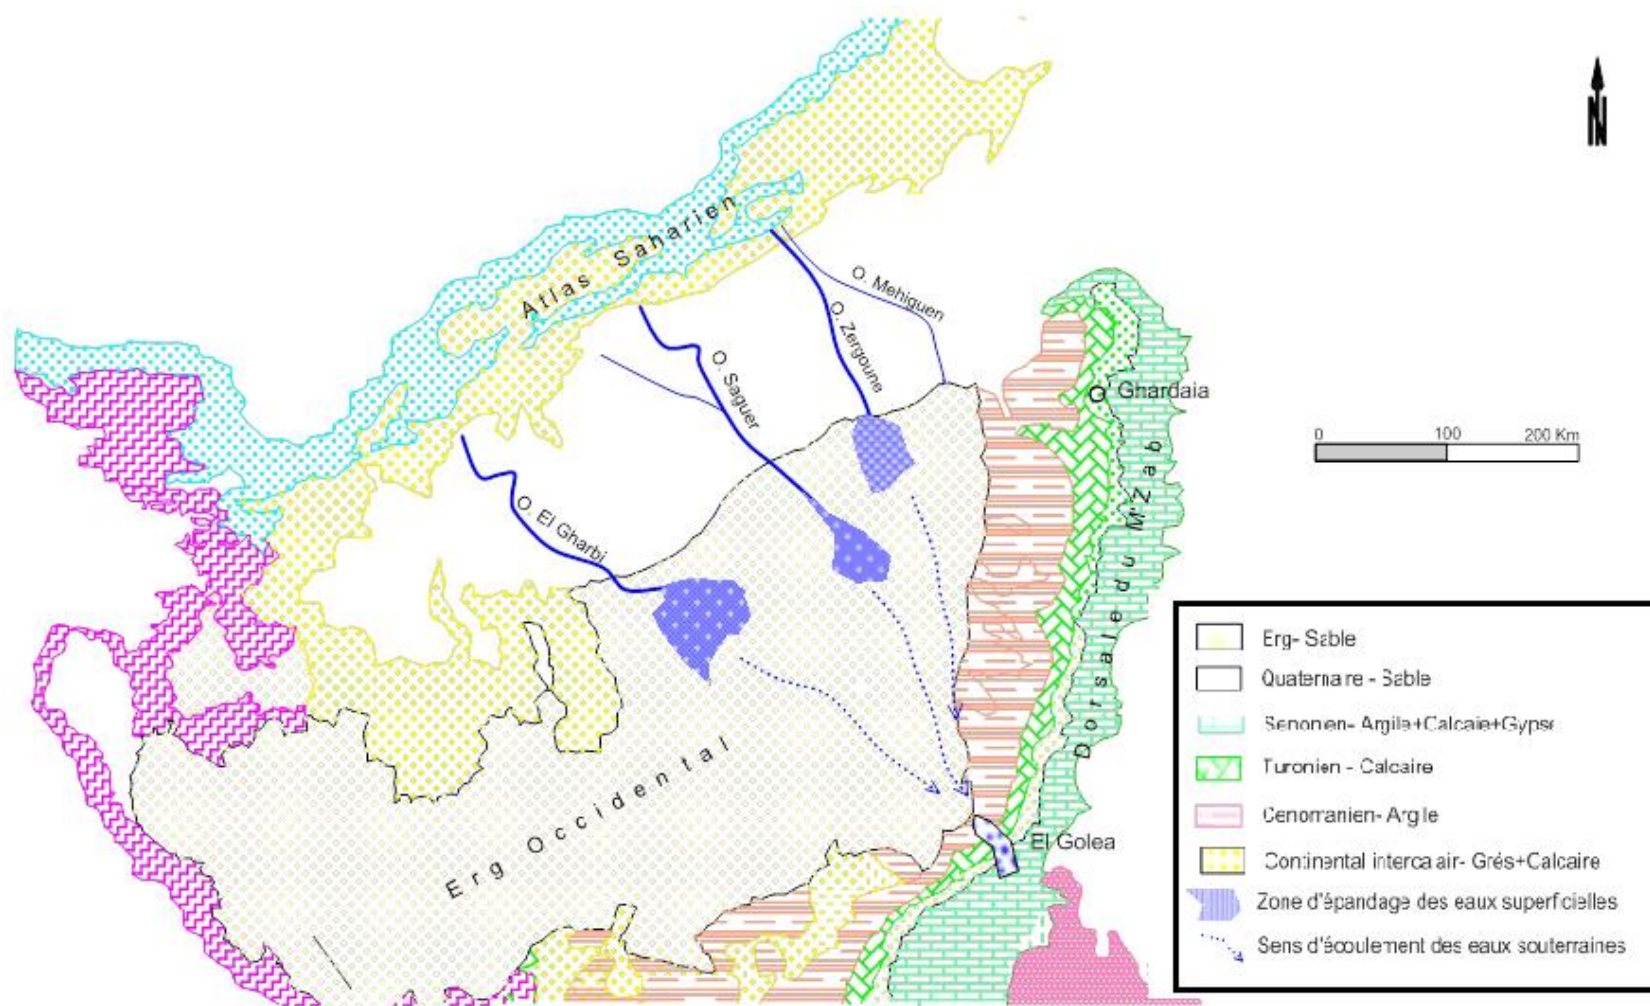 N
Atlas Saharien
O. Mehiguen
O. Zergoune
O. Saguer
O. El Gharbi
Ghardaia
0 100 200 Km
Dorsale du M'Zab
Erg Occidental
El Golea
Erg- Sable
Quaternaire - Sable
Senonien- Argile+Calcaie+Gypse
Turonien - Calcaire
Cenomanien- Argile
Continental intercalair- Grés+Calcaire
Zone d'épandage des eaux superficielles
Sens d'écoulement des eaux souterraines